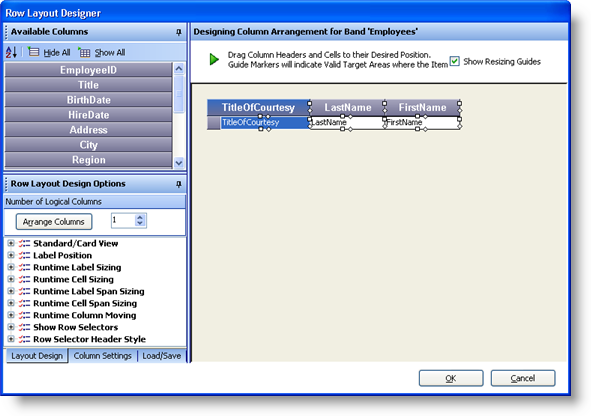 Row Layout Designer
Available Columns
Hide All Show All
EmployeeID
Title
BirthDate
HireDate
Address
City
Region
Row Layout Design Options
Number of Logical Columns
Arrange Columns 1
Standard/Card View
Label Position
Runtime Label Sizing
Runtime Cell Sizing
Runtime Label Span Sizing
Runtime Cell Span Sizing
Runtime Column Moving
Show Row Selectors
Row Selector Header Style
Layout Design Column Settings Load/Save
Designing Column Arrangement for Band 'Employees'
Drag Column Headers and Cells to their Desired Position.
Guide Markers will indicate Valid Target Areas where the Item
Show Resizing Guides
TitleOfCourtesy LastName FirstName
TitleOfCourtesy LastName FirstName
OK Cancel